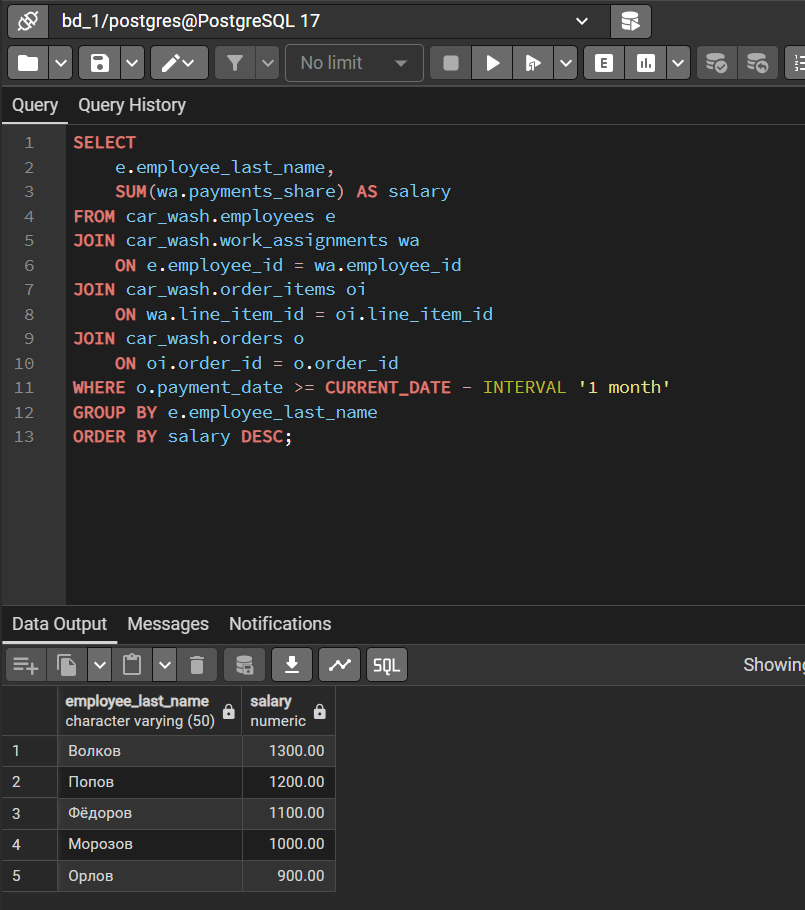 bd_1/postgres@PostgreSQL 17
No limit
E
Query Query History
1 SELECT
2 e.employee_last_name,
3 SUM(wa.payments_share) AS salary
4 FROM car_wash.employees e
5 JOIN car_wash.work_assignments wa
6 ON e.employee_id = wa.employee_id
7 JOIN car_wash.order_items oi
8 ON wa.line_item_id = oi.line_item_id
9 JOIN car_wash.orders o
10 ON oi.order_id = o.order_id
11 WHERE o.payment_date >= CURRENT_DATE - INTERVAL '1 month'
12 GROUP BY e.employee_last_name
13 ORDER BY salary DESC;
Data Output Messages Notifications
SQL Showing
employee_last_name salary
character varying (50) numeric
1 Волков 1300.00
2 Попов 1200.00
3 Фёдоров 1100.00
4 Морозов 1000.00
5 Орлов 900.00